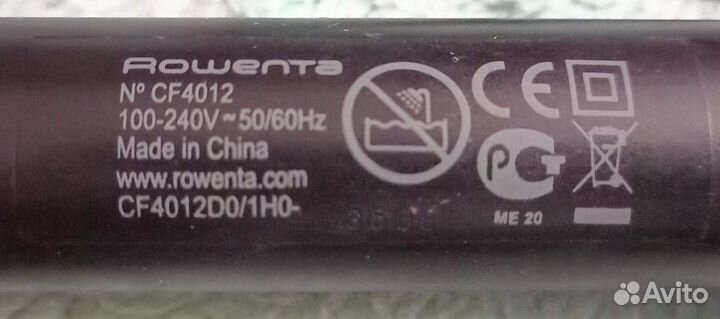 Rowenta
Nº CF4012
100-240V ~ 50/60Hz
Made in China
www.rowenta.com
CF4012D0/1H0-
CE
PCT
ME 20
Avito